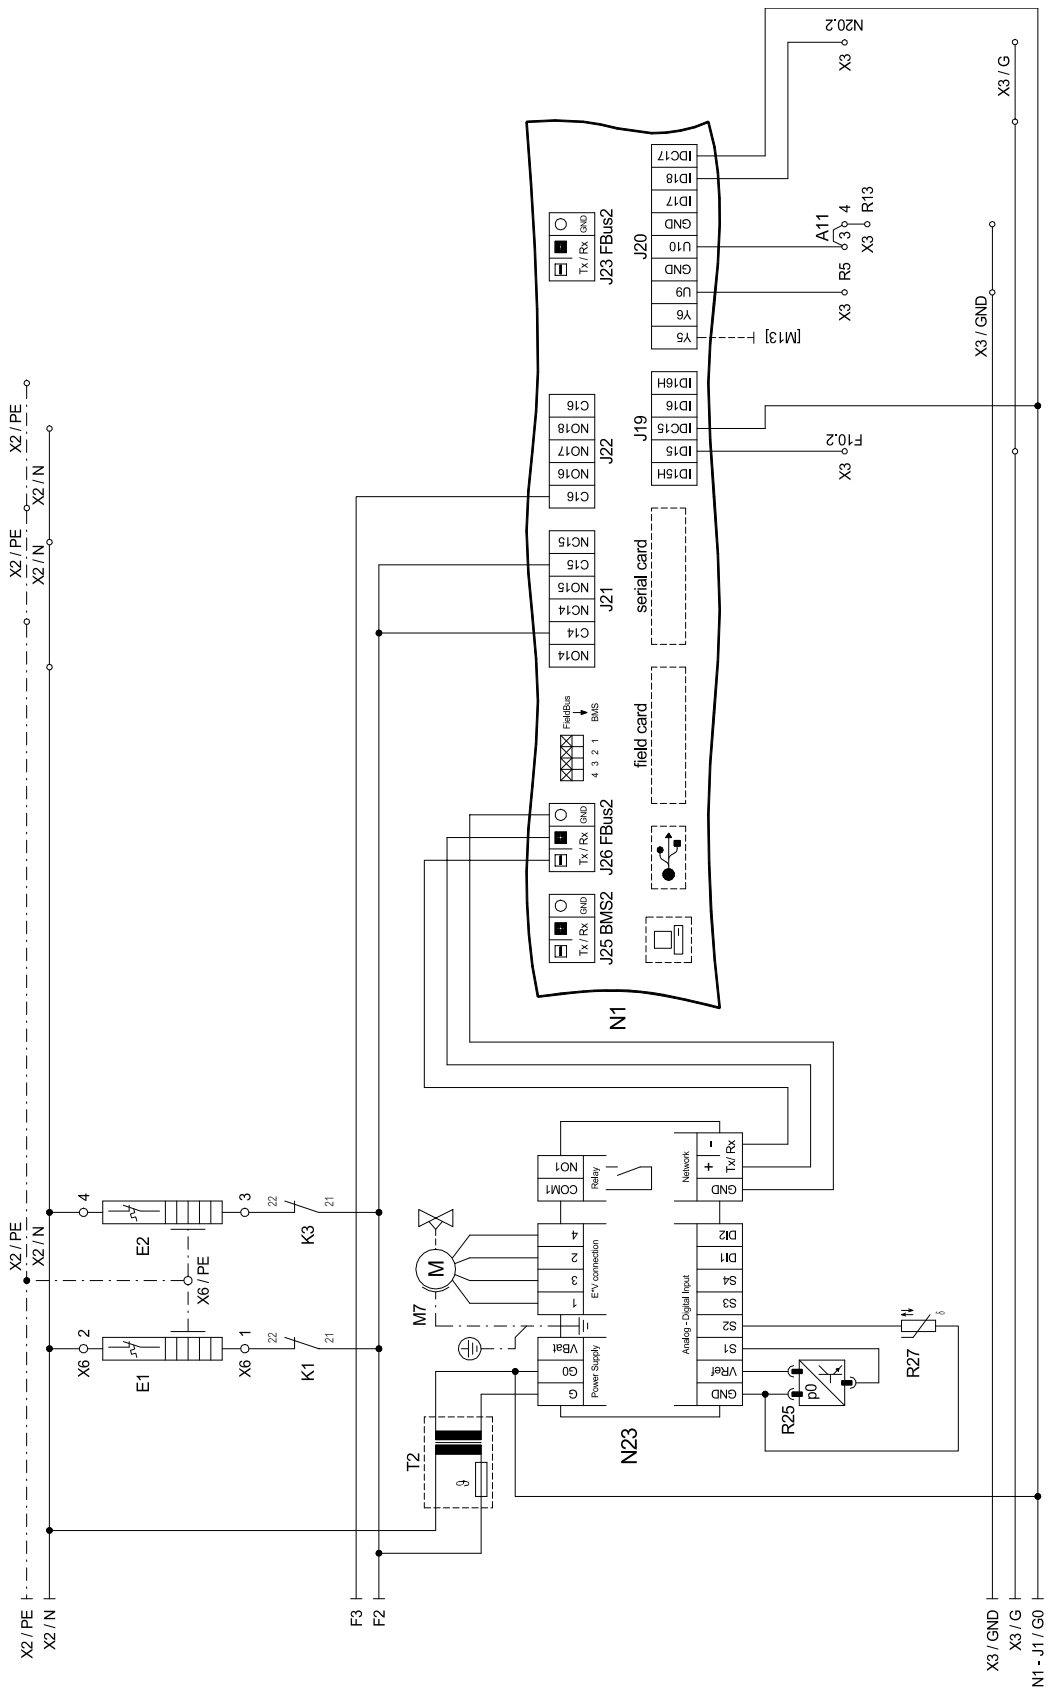 X2 / PE
X2 / N
X2 / PE
X2 / N
X2 / PE
X2 / N
X2 / PE
X2 / N
E1
X6
2
X6
1
K1
22
21
X6 / PE
E2
4
3
K3
22
21
F3
F2
T2
ϑ
M7
M
N23
G
G0
VBat
Power Supply
1
3
2
4
E*V connection
COM1
NO1
Relay
GND
VRef
S1
S2
S3
S4
DI1
DI2
Analog - Digital Input
GND
+
-
Tx/ Rx
Network
R25
p0
R27
δ
N1
J25 BMS2
Tx / Rx
GND
J26 FBus2
Tx / Rx
GND
4 3 2 1
FieldBus
BMS
field card
serial card
J21
NO14
C14
NC14
NO15
C15
NC15
J22
C16
NO16
NO17
NO18
C16
J23 FBus2
Tx / Rx
GND
J19
ID15H
ID15
IDC15
ID16
ID16H
J20
Y5
Y6
U9
GND
U10
GND
ID17
ID18
IDC17
[M13]
X3
F10.2
X3
R5
X3
R13
A11
3
4
X3
N20.2
X3 / GND
X3 / G
X3 / GND
X3 / G
N1 - J1 / G0